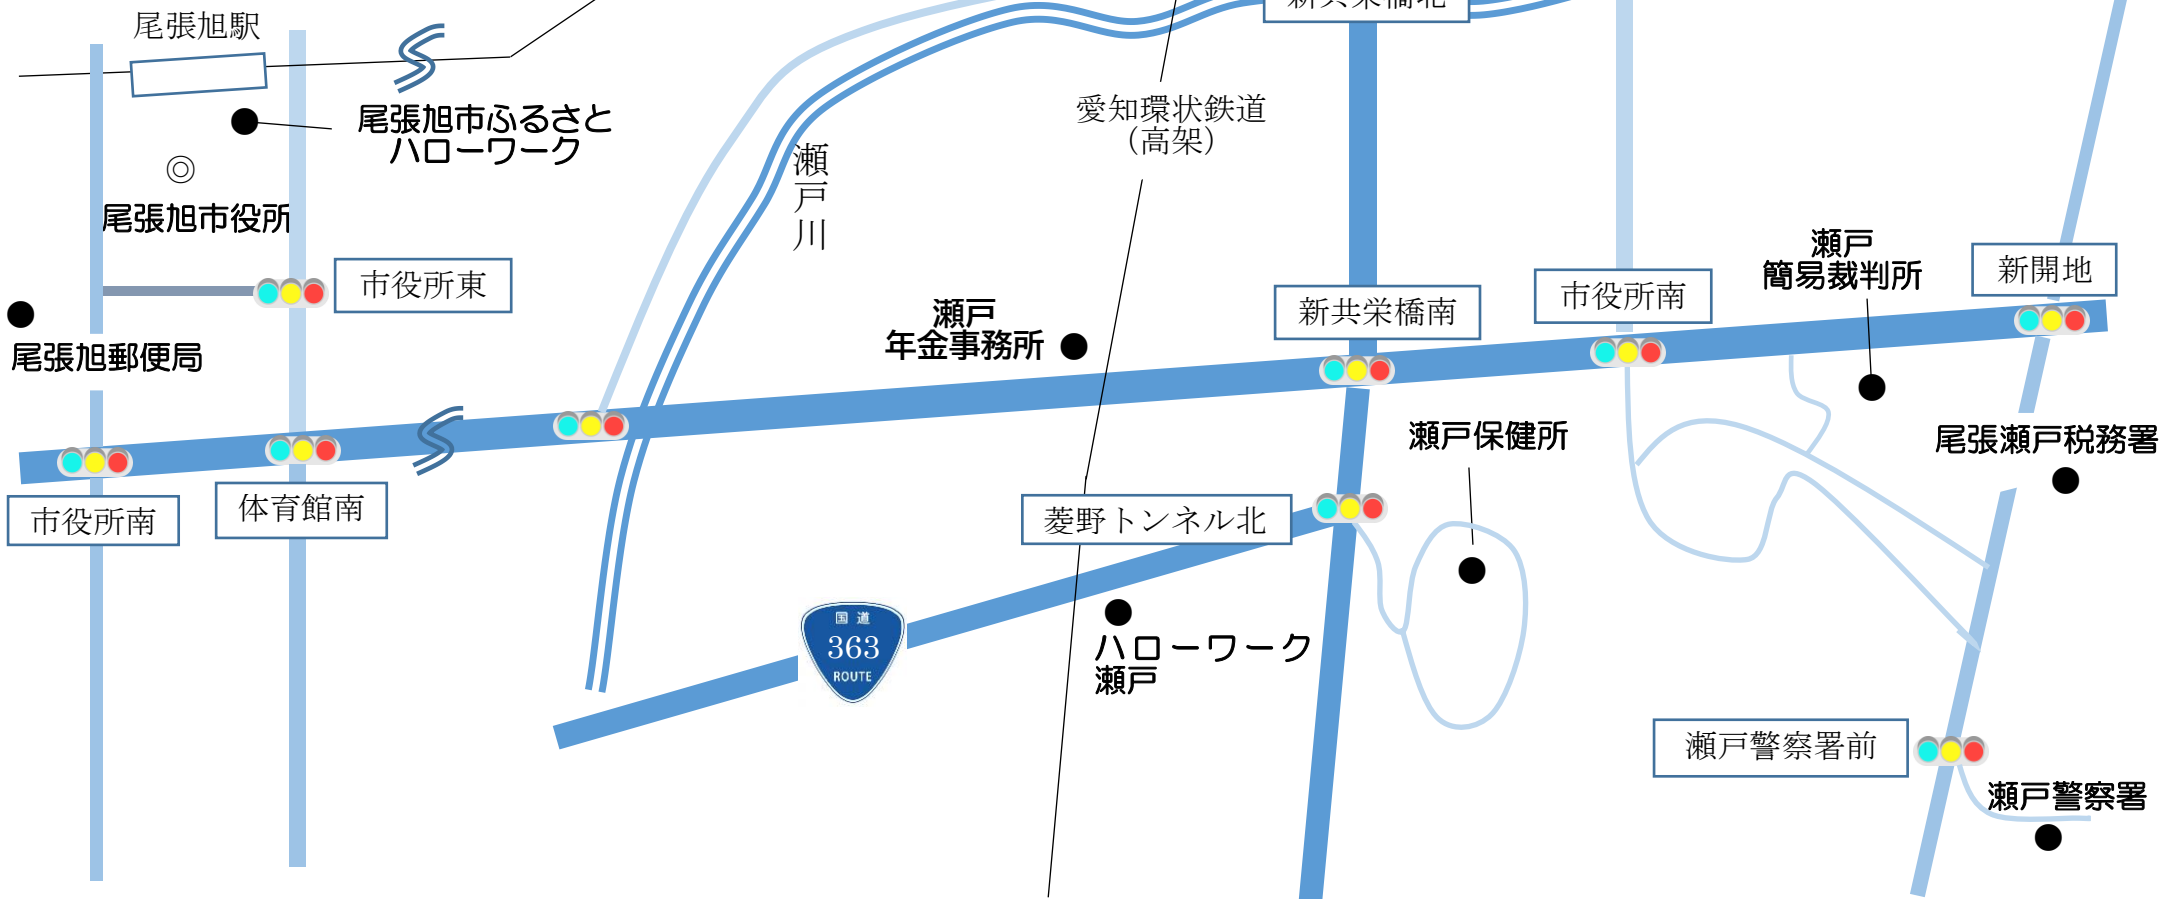 新共栄橋北
尾張旭駅
尾張旭市ふるさと
ハローワーク
愛知環状鉄道
（高架）
瀬戸川
尾張旭市役所
市役所東
尾張旭郵便局
瀬戸
年金事務所
新共栄橋南
市役所南
瀬戸
簡易裁判所
新開地
市役所南
体育館南
瀬戸保健所
尾張瀬戸税務署
菱野トンネル北
国道
363
ROUTE
ハローワーク
瀬戸
瀬戸警察署前
瀬戸警察署